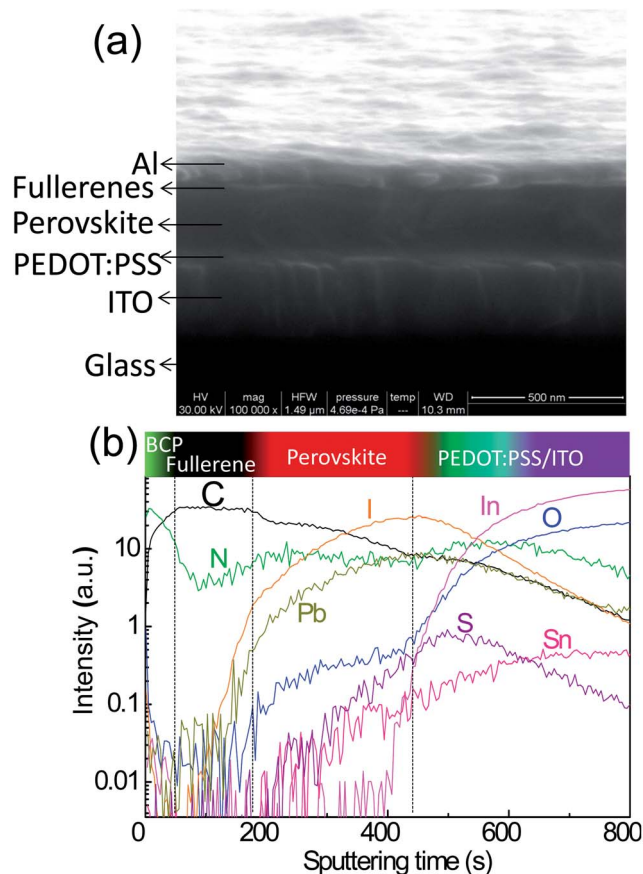 (a)
Al
Fullerenes
Perovskite
PEDOT:PSS
ITO
Glass
HV mag HFW pressure temp WD 500 nm
30.00 kV 100 000 x 1.49 µm 4.69e-4 Pa --- 10.3 mm
(b)
BCP Fullerene Perovskite PEDOT:PSS/ITO
C
I
In
O
N
Pb
S
Sn
10
1
0.1
0.01
Intensity (a.u.)
0 200 400 600 800
Sputtering time (s)